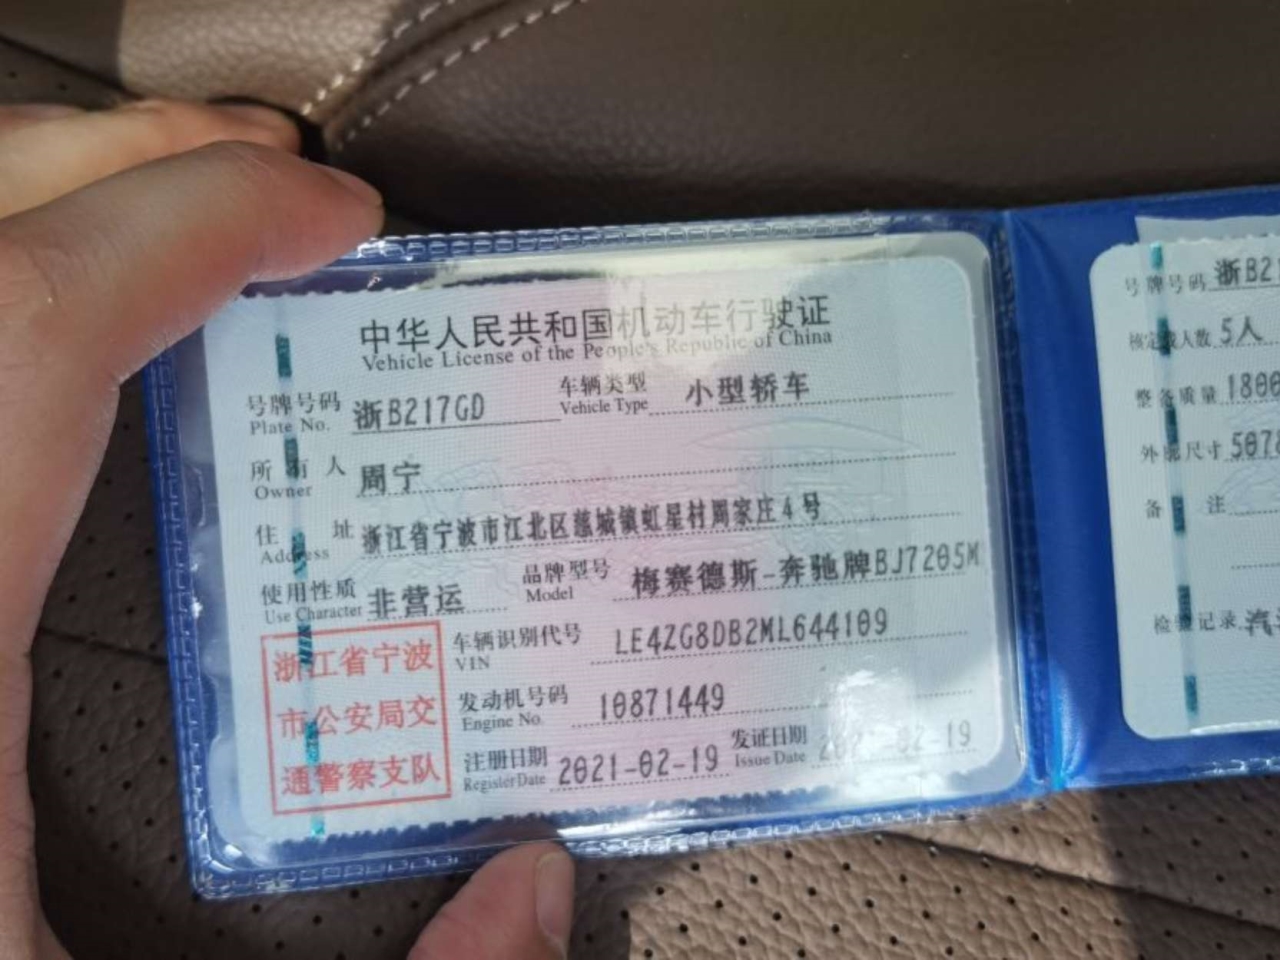 中华人民共和国机动车行驶证
Vehicle License of the People's Republic of China
号牌号码 浙B217GD 车辆类型 小型轿车
Plate No. Vehicle Type
所有人 周宁
Owner
住址 浙江省宁波市江北区慈城镇虹星村周家庄4号
Address
使用性质 非营运 品牌型号 梅赛德斯-奔驰牌BJ7205M
Use Character Model
车辆识别代号 LE4ZG8DB2ML644109
VIN
发动机号码 10871449
Engine No.
注册日期 2021-02-19 发证日期 2021-02-19
Register Date Issue Date
浙江省宁波
市公安局交
通警察支队
号牌号码 浙B21
核定载人数 5人
整备质量 1800
外廓尺寸 507
备注
检验记录